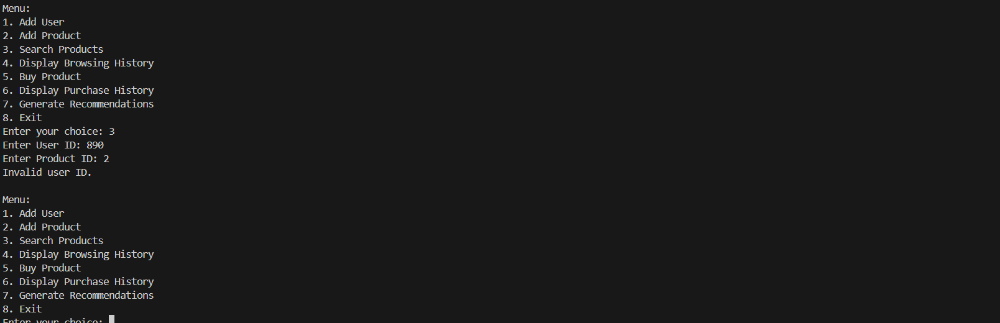 Menu:
1. Add User
2. Add Product
3. Search Products
4. Display Browsing History
5. Buy Product
6. Display Purchase History
7. Generate Recommendations
8. Exit
Enter your choice: 3
Enter User ID: 890
Enter Product ID: 2
Invalid user ID.
Menu:
1. Add User
2. Add Product
3. Search Products
4. Display Browsing History
5. Buy Product
6. Display Purchase History
7. Generate Recommendations
8. Exit
Enter your choice: